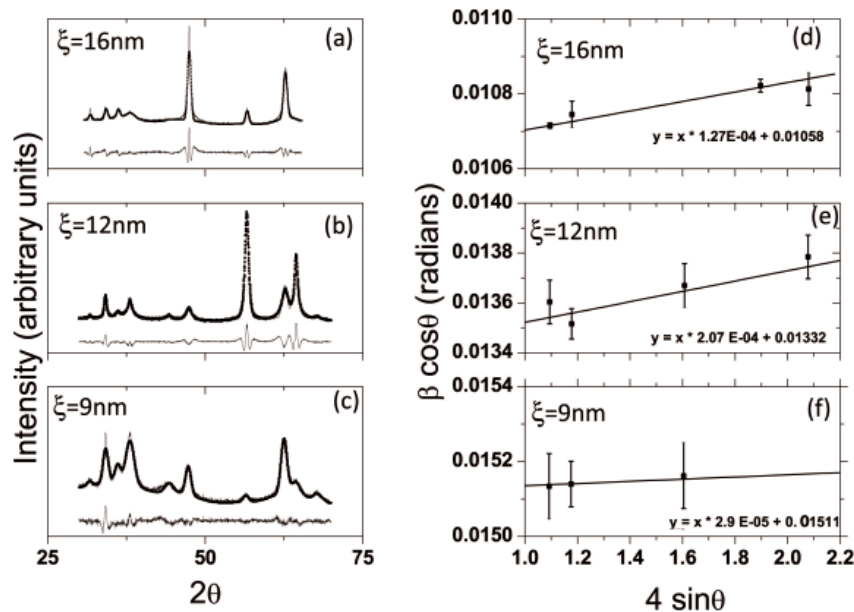 ξ=16nm
(a)
ξ=12nm
(b)
ξ=9nm
(c)
Intensity (arbitrary units)
25 50 75
2θ
0.0110
0.0108
0.0106
ξ=16nm
(d)
y = x * 1.27E-04 + 0.01058
0.0140
0.0138
0.0136
0.0134
ξ=12nm
(e)
y = x * 2.07 E-04 + 0.01332
0.0154
0.0152
0.0150
ξ=9nm
(f)
y = x * 2.9 E-05 + 0.01511
β cosθ (radians)
1.0 1.2 1.4 1.6 1.8 2.0 2.2
4 sinθ